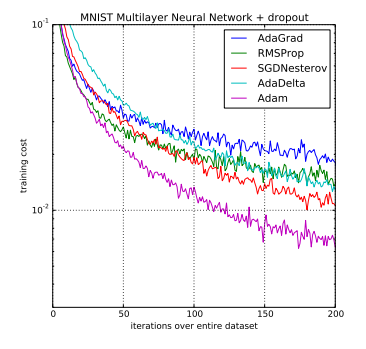 MNIST Multilayer Neural Network + dropout
10^-1
AdaGrad
RMSProp
SGDNesterov
AdaDelta
Adam
training cost
10^-2
0 50 100 150 200
iterations over entire dataset